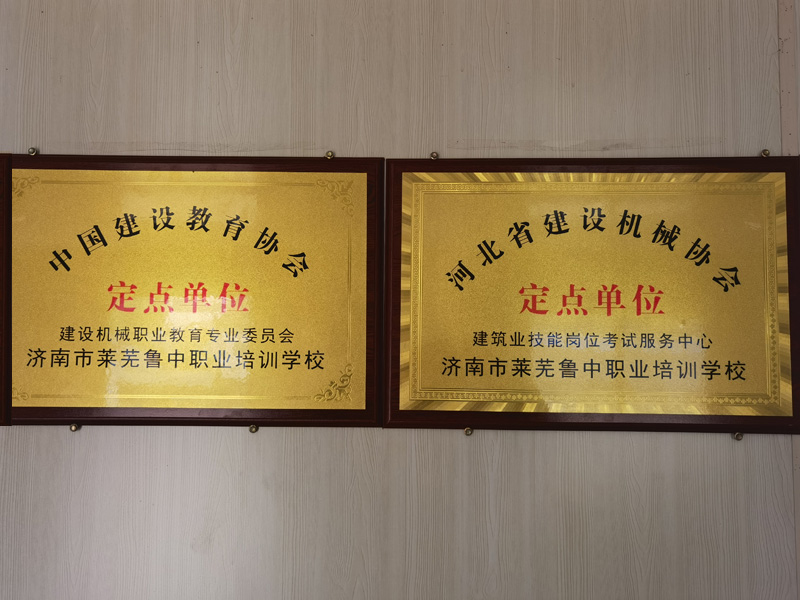 中国建设教育协会
定点单位
建设机械职业教育专业委员会
济南市莱芜鲁中职业培训学校
河北省建设机械协会
定点单位
建筑业技能岗位考试服务中心
济南市莱芜鲁中职业培训学校